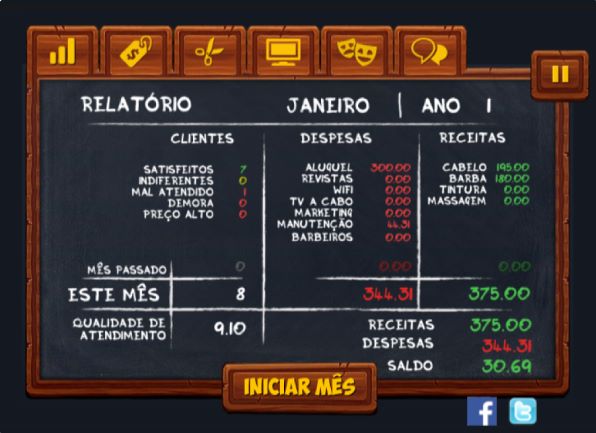 RELATÓRIO JANEIRO | ANO 1
CLIENTES DESPESAS RECEITAS
SATISFEITOS 7 ALUGUEL 300.00 CABELO 195.00
INDIFERENTES 0 REVISTAS 0.00 BARBA 180.00
MAL ATENDIDO 1 WIFI 0.00 TINTURA 0.00
DEMORA 0 TV A CABO 0.00 MASSAGEM 0.00
PREÇO ALTO 0 MARKETING 0.00
MANUTENÇÃO 44.31
BARBEIROS 0.00
MÊS PASSADO 0 0.00 0.00
ESTE MÊS 8 344.31 375.00
QUALIDADE DE ATENDIMENTO 9.10 RECEITAS 375.00
DESPESAS 344.31
SALDO 30.69
INICIAR MÊS